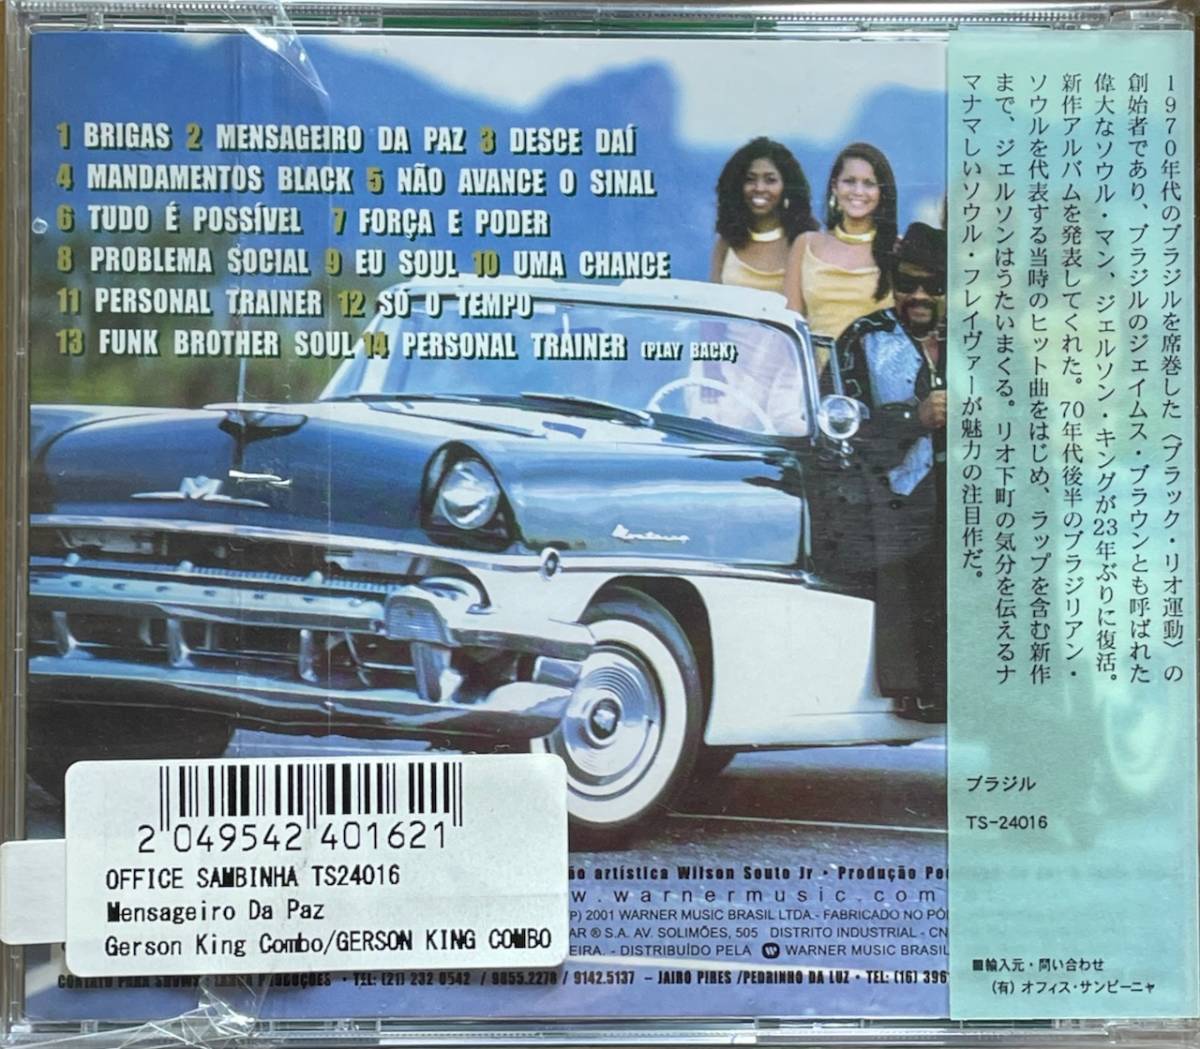 1 BRIGAS 2 MENSAGEIRO DA PAZ 3 DESCE DAÍ
4 MANDAMENTOS BLACK 5 NÃO AVANCE O SINAL
6 TUDO É POSSÍVEL 7 FORÇA E PODER
8 PROBLEMA SOCIAL 9 EU SOUL 10 UMA CHANCE
11 PERSONAL TRAINER 12 SÓ O TEMPO
13 FUNK BROTHER SOUL 14 PERSONAL TRAINER (PLAY BACK)
M
Monterey
1970年代のブラジルを席巻した〈ブラック・リオ運動〉の
創始者であり、ブラジルのジェイムス・ブラウンとも呼ばれた
偉大なソウル・マン、ジェルソン・キングが23年ぶりに復活。
新作アルバムを発表してくれた。70年代後半のブラジリアン・
ソウルを代表する当時のヒット曲をはじめ、ラップを含む新作
まで、ジェルソンはうたいまくる。リオ下町の気分を伝えるナ
マナマしいソウル・フレイヴァーが魅力の注目作だ。
ブラジル
TS-24016
■輸入元・問い合わせ
(有) オフィス・サンビーニャ
2 049542 401621
OFFICE SAMBINHA TS24016
Mensageiro Da Paz
Gerson King Combo/GERSON KING COMBO
ão artística Wilson Souto Jr • Produção
w.warnermusic.com
P) 2001 WARNER MUSIC BRASIL LTDA.- FABRICADO NO
AR ® S.A. AV. SOLIMÕES, 505 DISTRITO INDUSTRIAL - CN
EIRA. - DISTRIBUÍDO PELA WARNER MUSIC BRASIL
CONTATO PARA SHOWS PRODUÇÕES • TEL: (21) 232 0542 / 9855.2278 / 9142.5137 – JAIRO PIRES /PEDRINHO DA LUZ • TEL: (16) 396